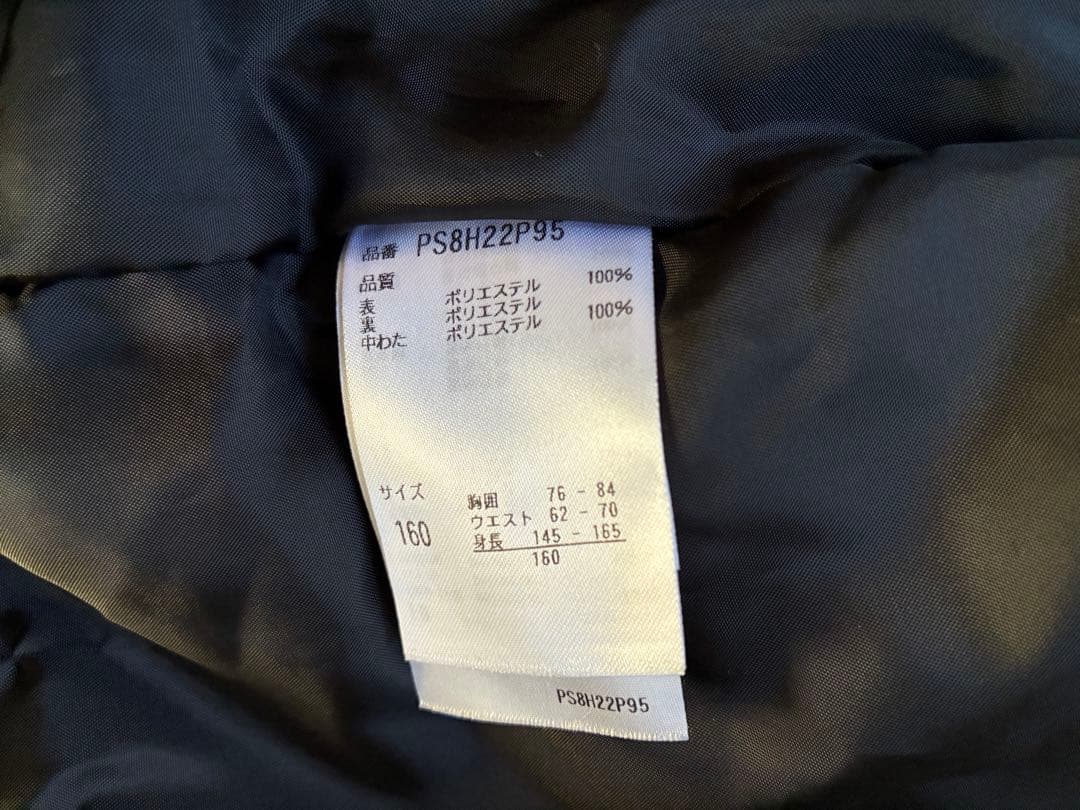 品番 PS8H22P95
品質
表 ポリエステル 100%
裏 ポリエステル
中わた ポリエステル 100%
サイズ
160
胸囲 76 - 84
ウエスト 62 - 70
身長 145 - 165
160
PS8H22P95